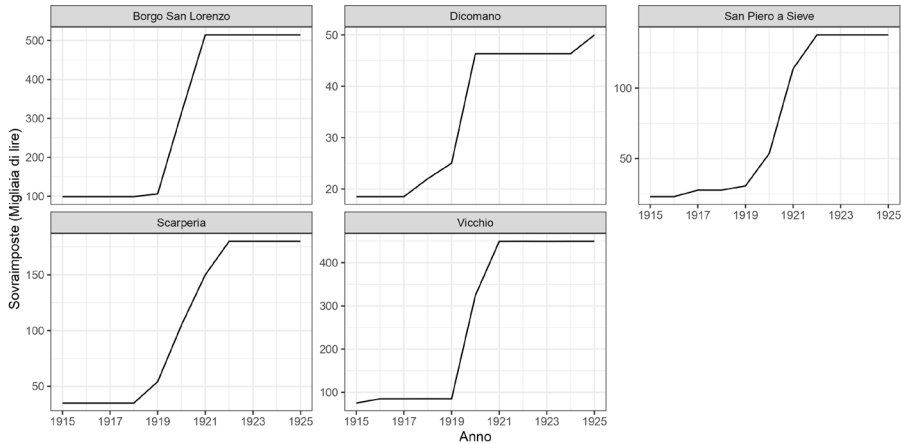 Borgo San Lorenzo
Dicomano
San Piero a Sieve
500
400
300
200
100
50
40
30
20
100
50
1915 1917 1919 1921 1923 1925
Sovraimposte (Migliaia di lire)
Scarperia
Vicchio
150
100
50
400
300
200
100
1915 1917 1919 1921 1923 1925
1915 1917 1919 1921 1923 1925
Anno